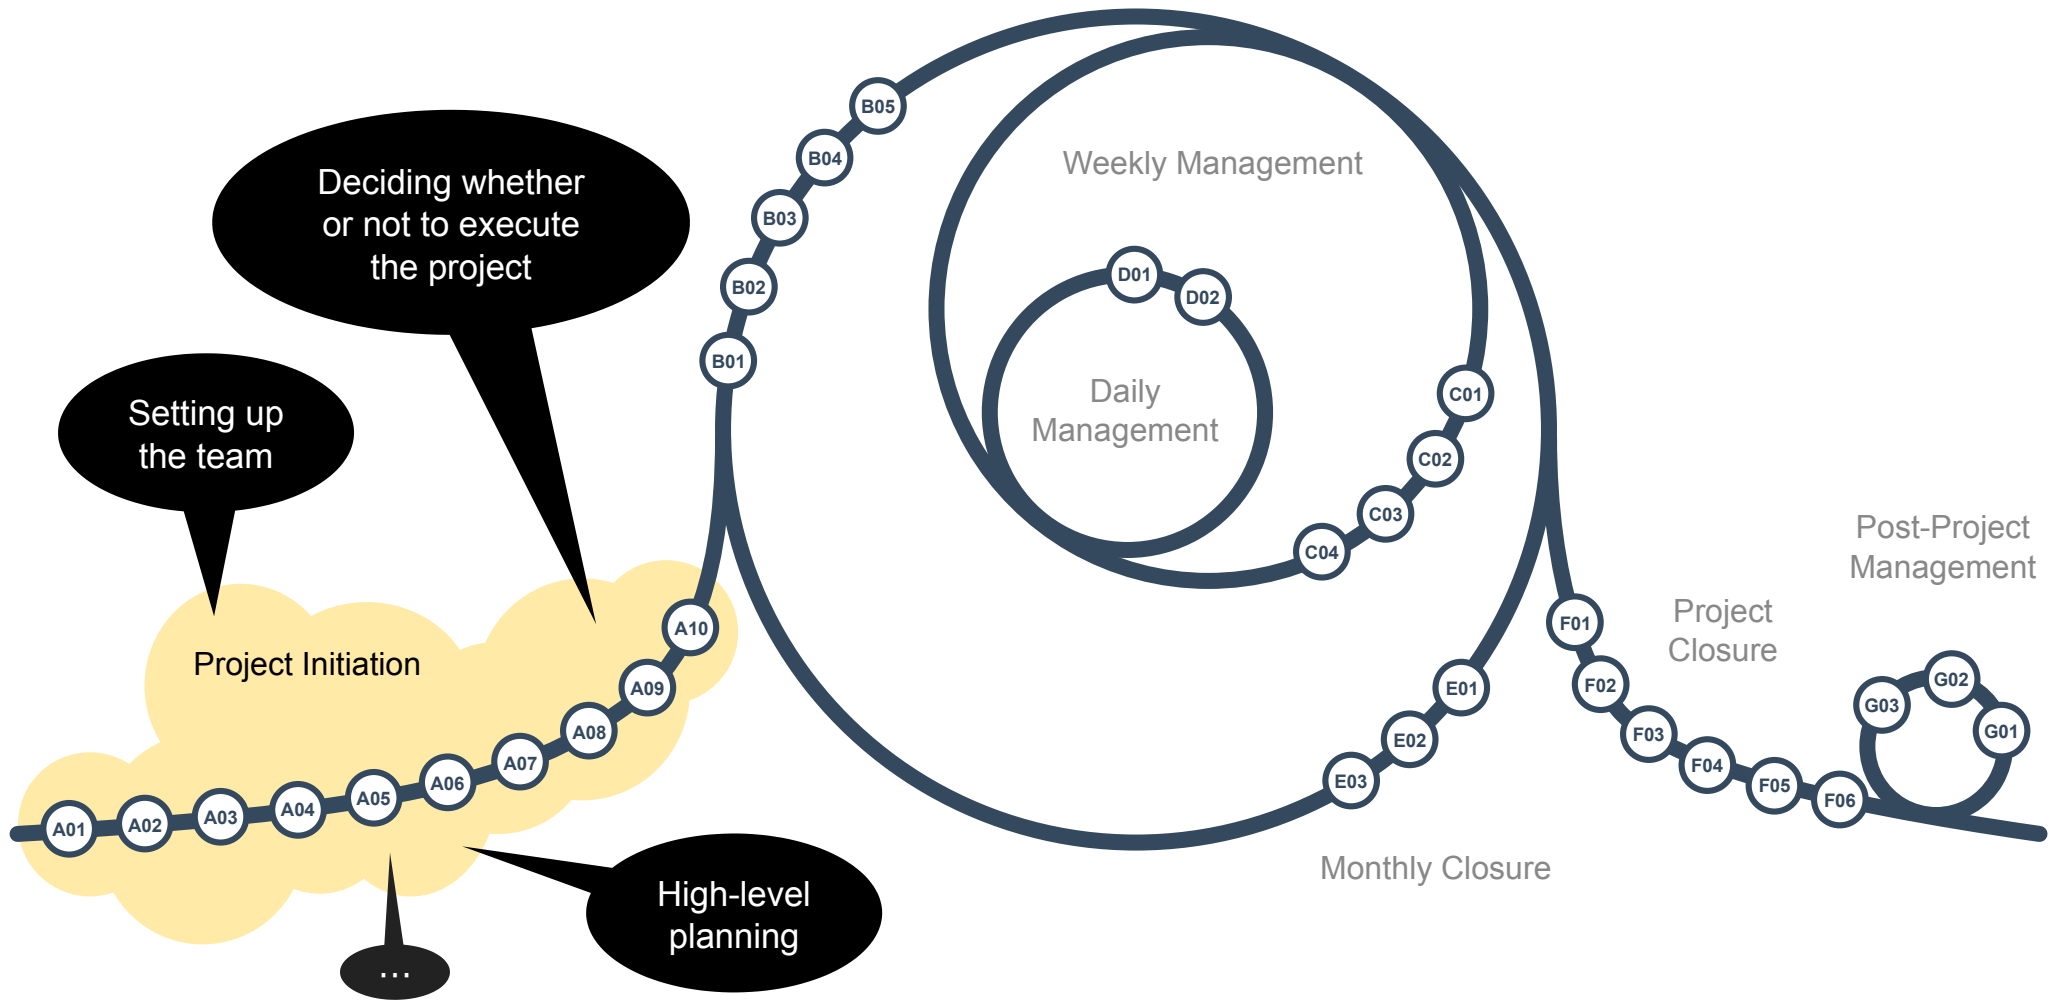 Deciding whether
or not to execute
the project
Setting up
the team
Project Initiation
A01
A02
A03
A04
A05
A06
A07
A08
A09
A10
High-level
planning
...
B01
B02
B03
B04
B05
Weekly Management
D01
D02
Daily
Management
C01
C02
C03
C04
E01
E02
E03
Monthly Closure
F01
F02
F03
F04
F05
F06
Project
Closure
Post-Project
Management
G01
G02
G03